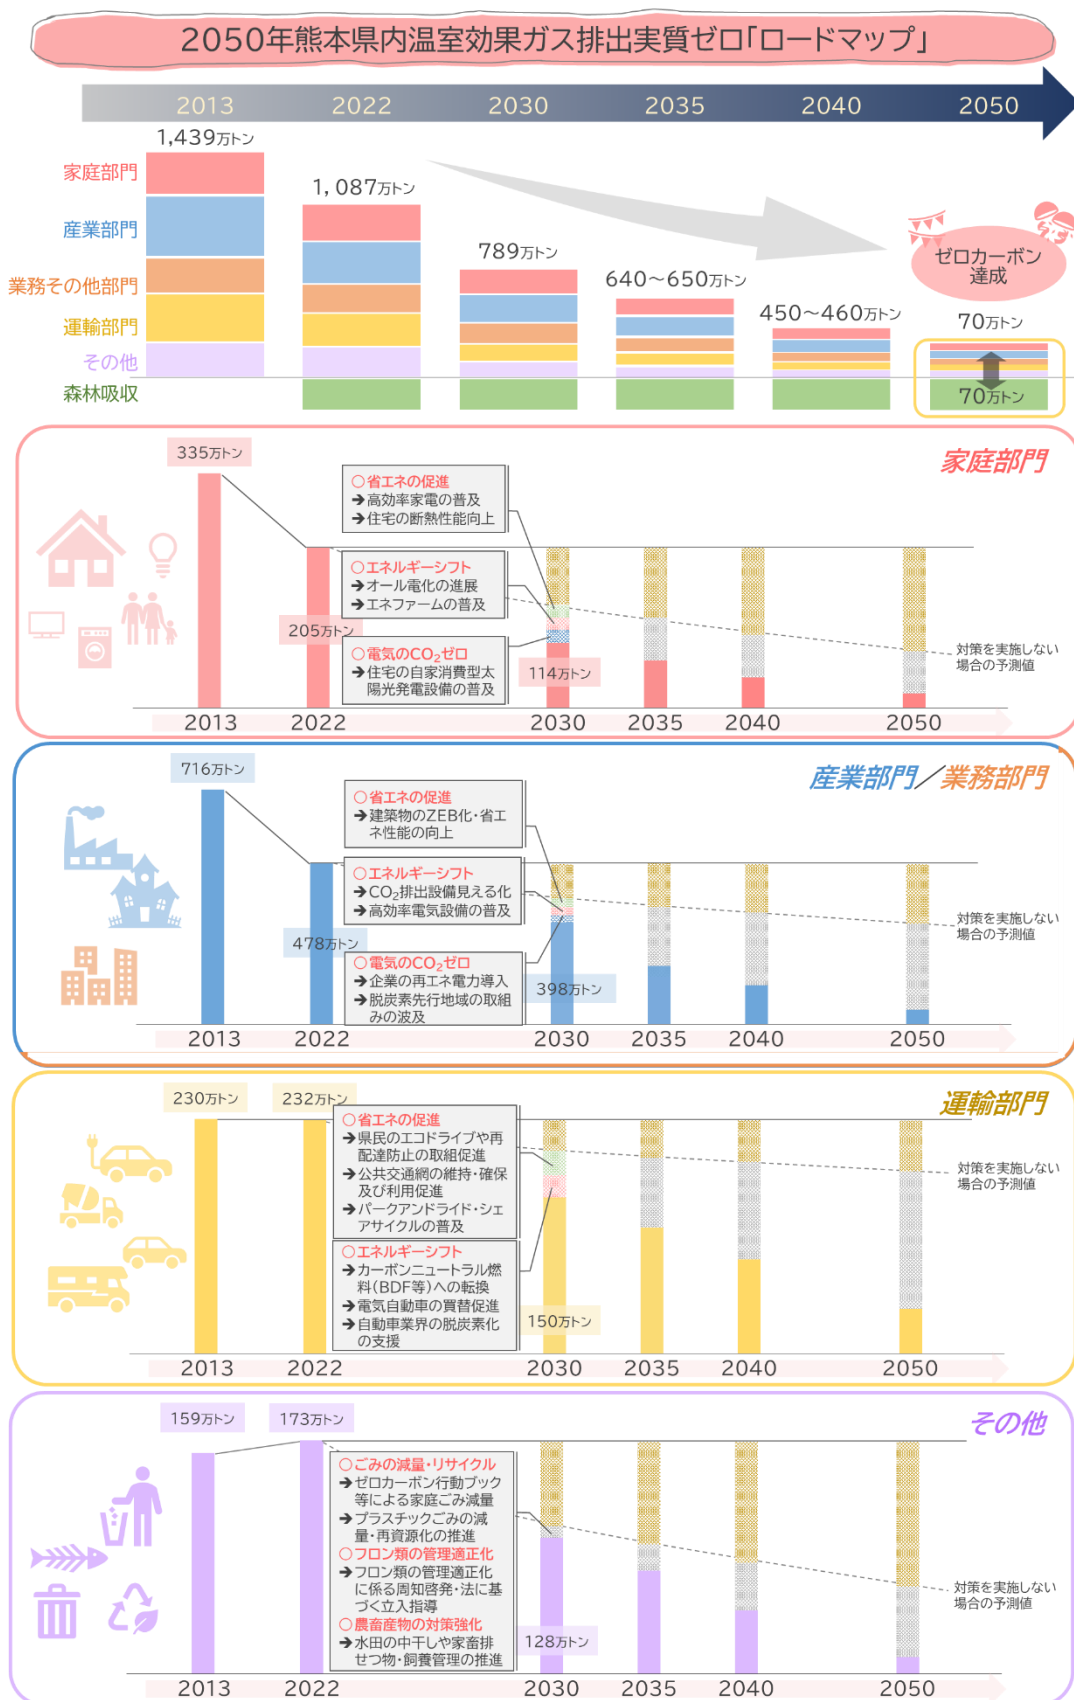 2050年熊本県内温室効果ガス排出実質ゼロ「ロードマップ」
2013 2022 2030 2035 2040 2050
1,439万トン
家庭部門
産業部門
業務その他部門
運輸部門
その他
森林吸収
1,087万トン
789万トン
640〜650万トン
450〜460万トン
ゼロカーボン
達成
70万トン
70万トン
家庭部門
335万トン
205万トン
○省エネの促進
➔高効率家電の普及
➔住宅の断熱性能向上
○エネルギーシフト
➔オール電化の進展
➔エネファームの普及
○電気のCO₂ゼロ
➔住宅の自家消費型太
陽光発電設備の普及
114万トン
対策を実施しない
場合の予測値
2013 2022 2030 2035 2040 2050
産業部門／業務部門
716万トン
478万トン
○省エネの促進
➔建築物のZEB化・省エ
ネ性能の向上
○エネルギーシフト
➔CO₂排出設備見える化
➔高効率電気設備の普及
○電気のCO₂ゼロ
➔企業の再エネ電力導入
➔脱炭素先行地域の取組
みの波及
398万トン
対策を実施しない
場合の予測値
2013 2022 2030 2035 2040 2050
運輸部門
230万トン
232万トン
○省エネの促進
➔県民のエコドライブや再
配達防止の取組促進
➔公共交通網の維持・確保
及び利用促進
➔パークアンドライド・シェ
アサイクルの普及
○エネルギーシフト
➔カーボンニュートラル燃
料(BDF等)への転換
➔電気自動車の買替促進
➔自動車業界の脱炭素化
の支援
150万トン
対策を実施しない
場合の予測値
2013 2022 2030 2035 2040 2050
その他
159万トン
173万トン
○ごみの減量・リサイクル
➔ゼロカーボン行動ブック
等による家庭ごみ減量
➔プラスチックごみの減
量・再資源化の推進
○フロン類の管理適正化
➔フロン類の管理適正化
に係る周知啓発・法に基
づく立入指導
○農畜産物の対策強化
➔水田の中干しや家畜排
せつ物・飼養管理の推進
128万トン
対策を実施しない
場合の予測値
2013 2022 2030 2035 2040 2050